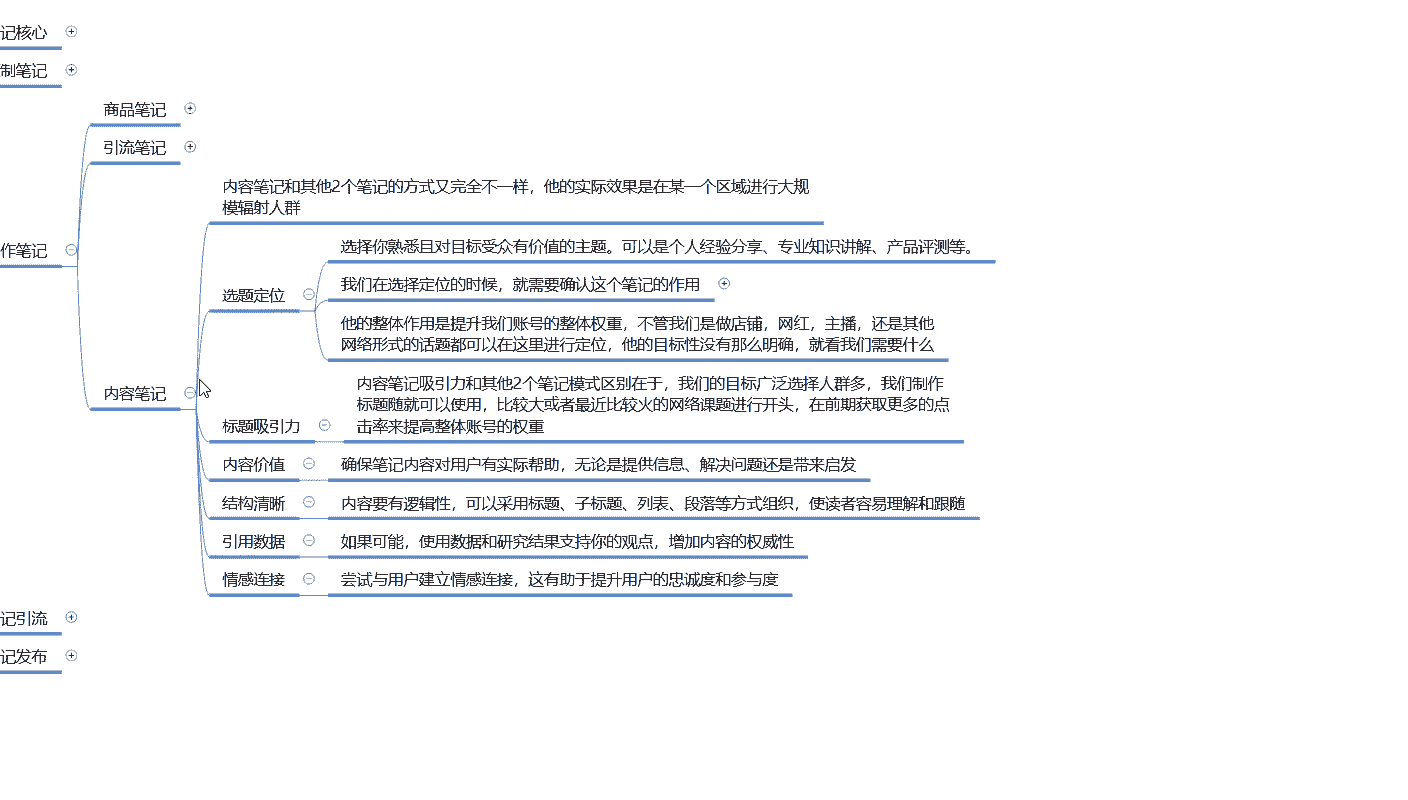 记核心
制笔记
商品笔记
引流笔记
内容笔记和其他2个笔记的方式又完全不一样，他的实际效果是在某一个区域进行大规
模辐射人群
选择你熟悉且对目标受众有价值的主题。可以是个人经验分享、专业知识讲解、产品评测等。
作笔记
我们在选择定位的时候，就需要确认这个笔记的作用
选题定位
他的整体作用是提升我们账号的整体权重，不管我们是做店铺，网红，主播，还是其他
网络形式的话题都可以在这里进行定位，他的目标性没有那么明确，就看我们需要什么
内容笔记
内容笔记吸引力和其他2个笔记模式区别在于，我们的目标广泛选择人群多，我们制作
标题随就可以使用，比较大或者最近比较火的网络课题进行开头，在前期获取更多的点
击率来提高整体账号的权重
标题吸引力
内容价值
确保笔记内容对用户有实际帮助，无论是提供信息、解决问题还是带来启发
结构清晰
内容要有逻辑性，可以采用标题、子标题、列表、段落等方式组织，使读者容易理解和跟随
引用数据
如果可能，使用数据和研究结果支持你的观点，增加内容的权威性
情感连接
尝试与用户建立情感连接，这有助于提升用户的忠诚度和参与度
记引流
记发布